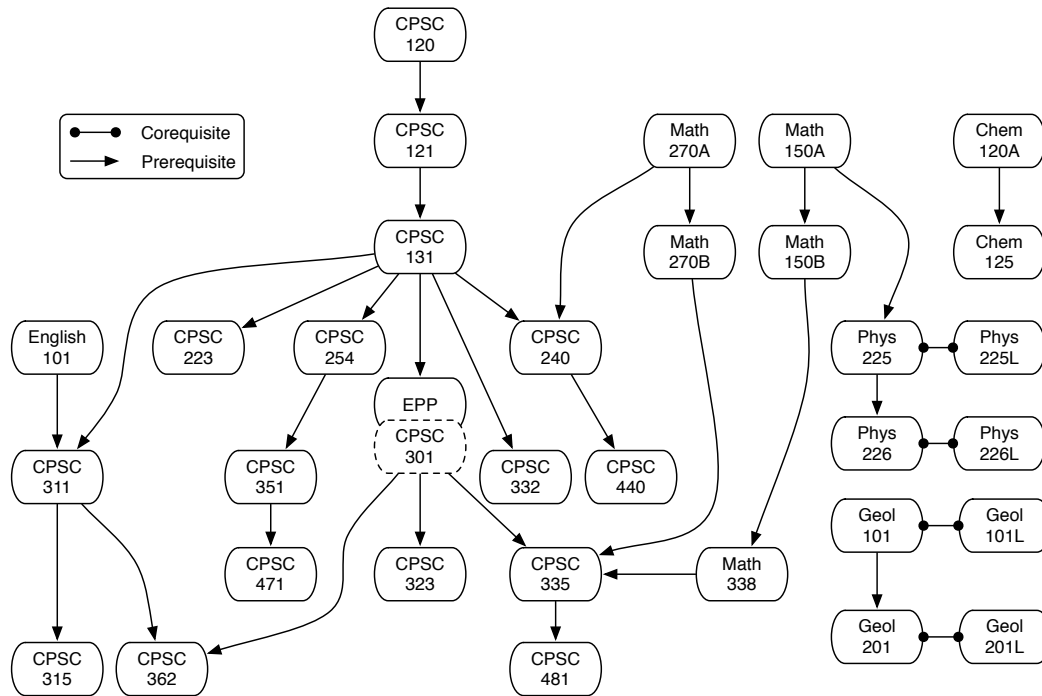 CPSC
120
Corequisite
Prerequisite
CPSC
121
Math
270A
Math
150A
Chem
120A
CPSC
131
Math
270B
Math
150B
Chem
125
English
101
CPSC
223
CPSC
254
CPSC
240
Phys
225
Phys
225L
EPP
CPSC
301
CPSC
311
CPSC
351
CPSC
332
CPSC
440
Phys
226
Phys
226L
Geol
101
Geol
101L
CPSC
471
CPSC
323
CPSC
335
Math
338
CPSC
315
CPSC
362
CPSC
481
Geol
201
Geol
201L